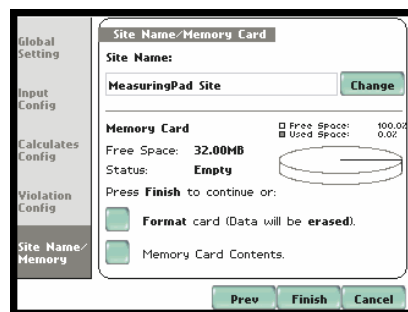 Global
Setting
Input
Config
Calculates
Config
Violation
Config
Site Name/
Memory
Site Name/Memory Card
Site Name:
MeasuringPad Site
Change
Memory Card
Free Space: 100.0%
Used Space: 0.0%
Free Space: 32.00MB
Status: Empty
Press Finish to continue or:
Format card (Data will be erased).
Memory Card Contents.
Prev Finish Cancel